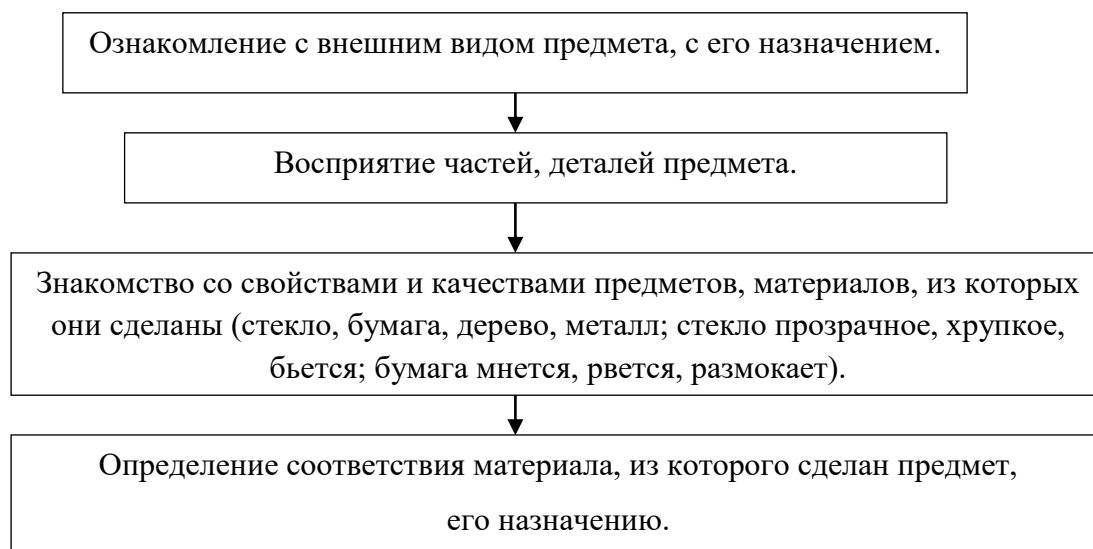 Ознакомление с внешним видом предмета, с его назначением.
Восприятие частей, деталей предмета.
Знакомство со свойствами и качествами предметов, материалов, из которых
они сделаны (стекло, бумага, дерево, металл; стекло прозрачное, хрупкое,
бьется; бумага мнется, рвется, размокает).
Определение соответствия материала, из которого сделан предмет,
его назначению.